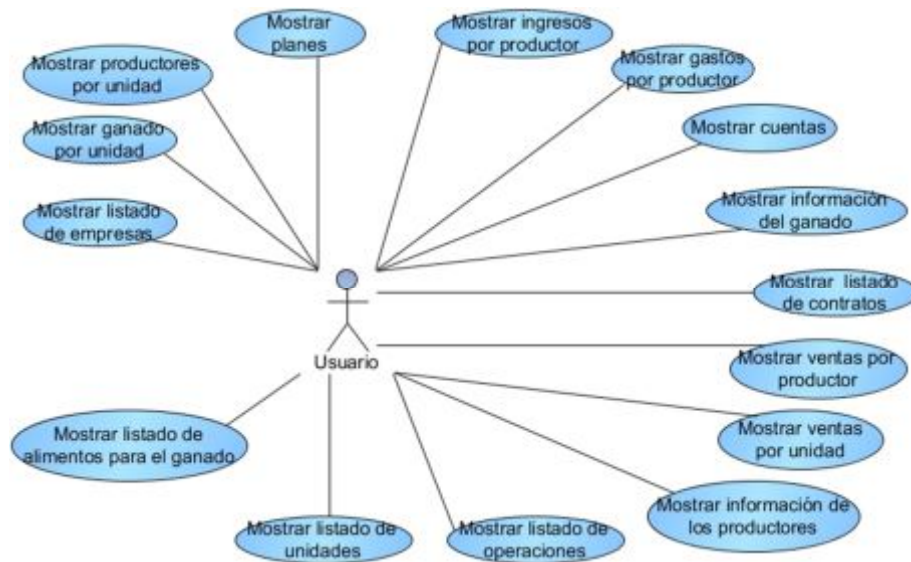 Mostrar
planes
Mostrar ingresos
por productor
Mostrar productores
por unidad
Mostrar gastos
por productor
Mostrar ganado
por unidad
Mostrar cuentas
Mostrar listado
de empresas
Mostrar información
del ganado
Mostrar listado
de contratos
Usuario
Mostrar ventas por
productor
Mostrar listado de
alimentos para el ganado
Mostrar ventas
por unidad
Mostrar información de
los productores
Mostrar listado de
unidades
Mostrar listado de
operaciones